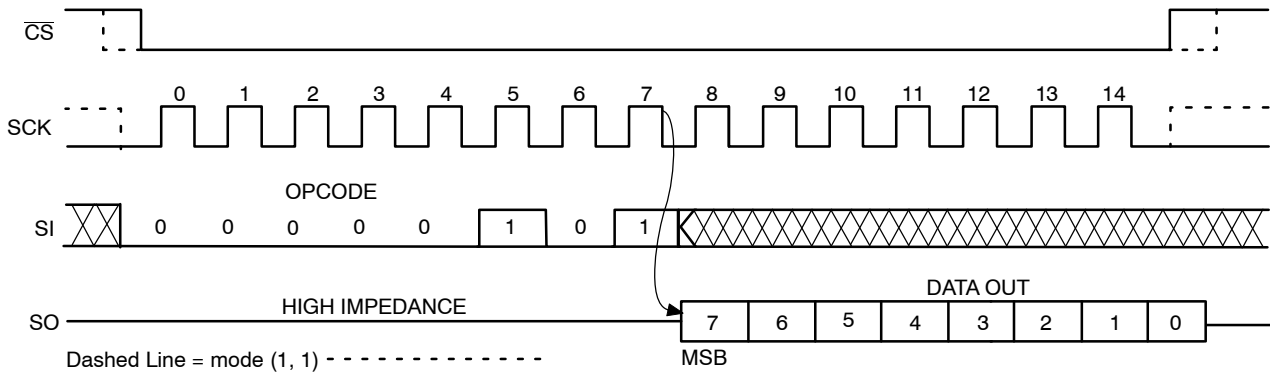 CS
0 1 2 3 4 5 6 7 8 9 10 11 12 13 14
SCK
OPCODE
SI 0 0 0 0 0 1 0 1
DATA OUT
HIGH IMPEDANCE
SO 7 6 5 4 3 2 1 0
Dashed Line = mode (1, 1) MSB